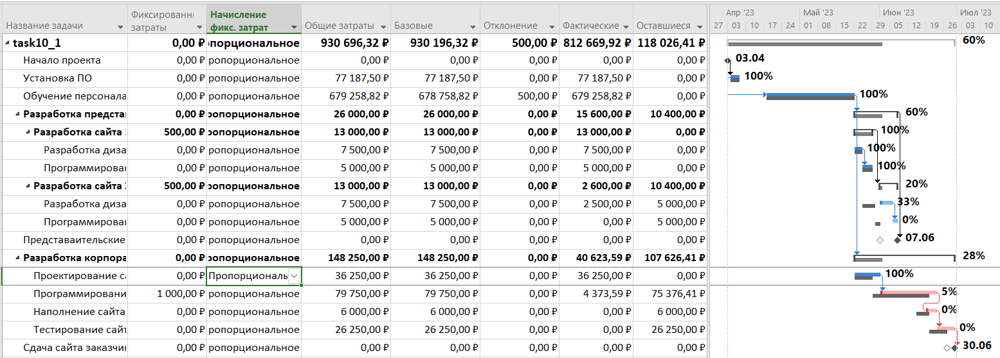 Название задачи Фиксированны затраты Начисление фикс. затрат Общие затраты Базовые Отклонение Фактические Оставшиеся
Апр '23 Май '23 Июн '23 Июл '23
27 03 10 17 24 01 08 15 22 29 05 12 19 26 03 10
task10_1 0,00 ₽ опорциональное 930 696,32 ₽ 930 196,32 ₽ 500,00 ₽ 812 669,92 ₽ 118 026,41 ₽ 60%
Начало проекта 0,00 ₽ ропорциональное 0,00 ₽ 0,00 ₽ 0,00 ₽ 0,00 ₽ 0,00 ₽ 03.04
Установка ПО 0,00 ₽ ропорциональное 77 187,50 ₽ 77 187,50 ₽ 0,00 ₽ 77 187,50 ₽ 0,00 ₽ 100%
Обучение персонала 0,00 ₽ ропорциональное 679 258,82 ₽ 678 758,82 ₽ 500,00 ₽ 679 258,82 ₽ 0,00 ₽ 100%
Разработка предста 0,00 ₽ ропорциональное 26 000,00 ₽ 26 000,00 ₽ 0,00 ₽ 15 600,00 ₽ 10 400,00 ₽ 60%
Разработка сайта 500,00 ₽ ропорциональное 13 000,00 ₽ 13 000,00 ₽ 0,00 ₽ 13 000,00 ₽ 0,00 ₽ 100%
Разработка диза 0,00 ₽ ропорциональное 7 500,00 ₽ 7 500,00 ₽ 0,00 ₽ 7 500,00 ₽ 0,00 ₽ 100%
Программирован 0,00 ₽ ропорциональное 5 000,00 ₽ 5 000,00 ₽ 0,00 ₽ 5 000,00 ₽ 0,00 ₽ 100%
Разработка сайта 500,00 ₽ ропорциональное 13 000,00 ₽ 13 000,00 ₽ 0,00 ₽ 2 600,00 ₽ 10 400,00 ₽ 20%
Разработка диза 0,00 ₽ ропорциональное 7 500,00 ₽ 7 500,00 ₽ 0,00 ₽ 2 500,00 ₽ 5 000,00 ₽ 33%
Программирован 0,00 ₽ ропорциональное 5 000,00 ₽ 5 000,00 ₽ 0,00 ₽ 0,00 ₽ 5 000,00 ₽ 0%
Представаительские 0,00 ₽ ропорциональное 0,00 ₽ 0,00 ₽ 0,00 ₽ 0,00 ₽ 0,00 ₽ 07.06
Разработка корпора 0,00 ₽ ропорциональное 148 250,00 ₽ 148 250,00 ₽ 0,00 ₽ 40 623,59 ₽ 107 626,41 ₽ 28%
Проектирование са 0,00 ₽ Пропорциональ 36 250,00 ₽ 36 250,00 ₽ 0,00 ₽ 36 250,00 ₽ 0,00 ₽ 100%
Программировани 1 000,00 ₽ ропорциональное 79 750,00 ₽ 79 750,00 ₽ 0,00 ₽ 4 373,59 ₽ 75 376,41 ₽ 5%
Наполнение сайта 0,00 ₽ ропорциональное 6 000,00 ₽ 6 000,00 ₽ 0,00 ₽ 0,00 ₽ 6 000,00 ₽ 0%
Тестирование сайт 0,00 ₽ ропорциональное 26 250,00 ₽ 26 250,00 ₽ 0,00 ₽ 0,00 ₽ 26 250,00 ₽ 0%
Сдача сайта заказчи 0,00 ₽ ропорциональное 0,00 ₽ 0,00 ₽ 0,00 ₽ 0,00 ₽ 0,00 ₽ 30.06